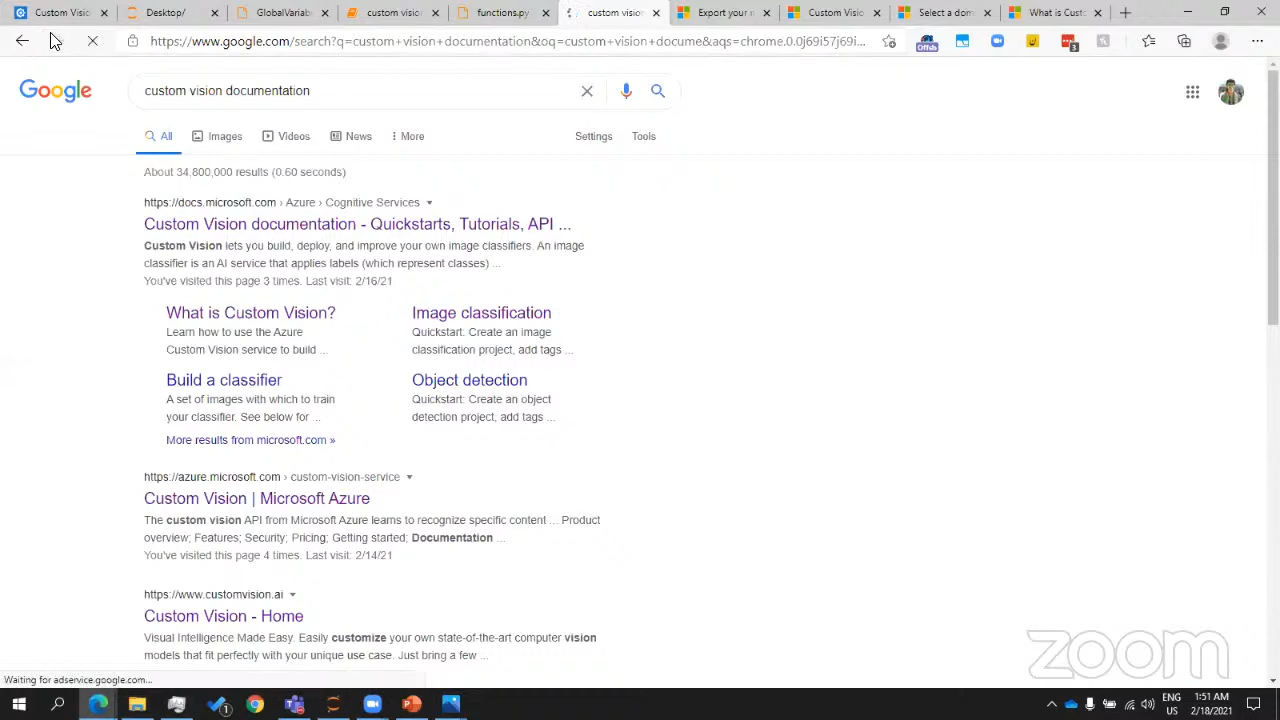 Custom Vis
Desktop/
GlobalVariable
custom vision
functions.py
custom vision
Export your m
Custom Visio
Select a dom
What is Custo
https://www.google.com/search?q=custom+vision+documentation&oq=custom+vision+docume&aqs=chrome.0.0j69i57j69i...
Offsb
3
Google
custom vision documentation
All
Images
Videos
News
More
Settings
Tools
About 34,800,000 results (0.60 seconds)
https://docs.microsoft.com › Azure › Cognitive Services
Custom Vision documentation - Quickstarts, Tutorials, API ...
Custom Vision lets you build, deploy, and improve your own image classifiers. An image
classifier is an AI service that applies labels (which represent classes) ...
You've visited this page 3 times. Last visit: 2/16/21
What is Custom Vision?
Learn how to use the Azure
Custom Vision service to build ...
Image classification
Quickstart: Create an image
classification project, add tags ...
Build a classifier
A set of images with which to train
your classifier. See below for ...
Object detection
Quickstart: Create an object
detection project, add tags ...
More results from microsoft.com »
https://azure.microsoft.com › custom-vision-service
Custom Vision | Microsoft Azure
The custom vision API from Microsoft Azure learns to recognize specific content ... Product
overview; Features; Security; Pricing; Getting started; Documentation ...
You've visited this page 4 times. Last visit: 2/14/21
https://www.customvision.ai
Custom Vision - Home
Visual Intelligence Made Easy. Easily customize your own state-of-the-art computer vision
models that fit perfectly with your unique use case. Just bring a few ...
zoom
Waiting for adservice.google.com...
1
ENG
US
1:51 AM
2/18/2021